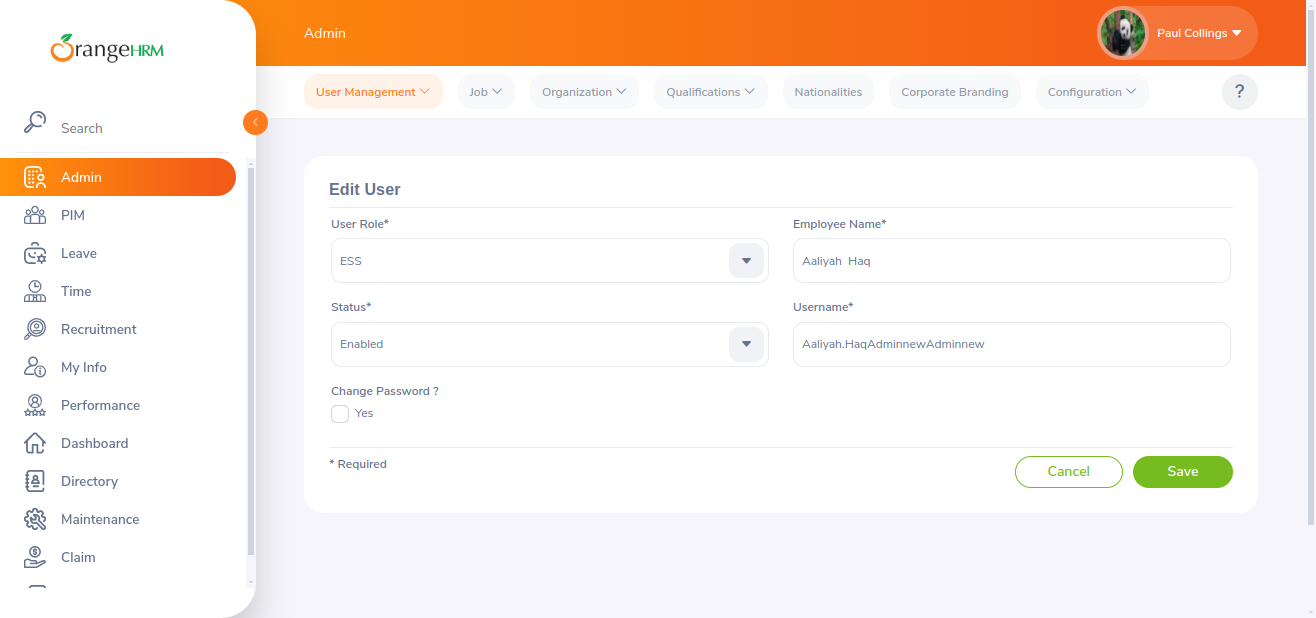 OrangeHRM
Admin
Paul Collings
User Management
Job
Organization
Qualifications
Nationalities
Corporate Branding
Configuration
?
Search
Admin
PIM
Leave
Time
Recruitment
My Info
Performance
Dashboard
Directory
Maintenance
Claim
Edit User
User Role*
Employee Name*
ESS
Aaliyah  Haq
Status*
Username*
Enabled
Aaliyah.HaqAdminnewAdminnew
Change Password ?
Yes
* Required
Cancel
Save